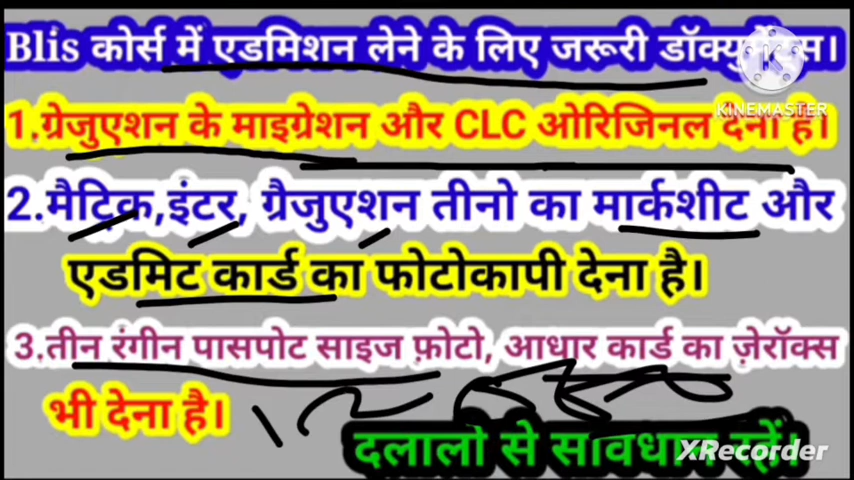 Blis कोर्स में एडमिशन लेने के लिए जरूरी डॉक्युमेंट्स।
KINEMASTER
1.ग्रेजुएशन के माइग्रेशन और CLC ओरिजिनल देना है।
2.मैट्रिक,इंटर, ग्रैजुएशन तीनो का मार्कशीट और
एडमिट कार्ड का फोटोकापी देना है।
3.तीन रंगीन पासपोट साइज फ़ोटो, आधार कार्ड का ज़ेरॉक्स
भी देना है।
दलालो से सावधान रहें।
XRecorder